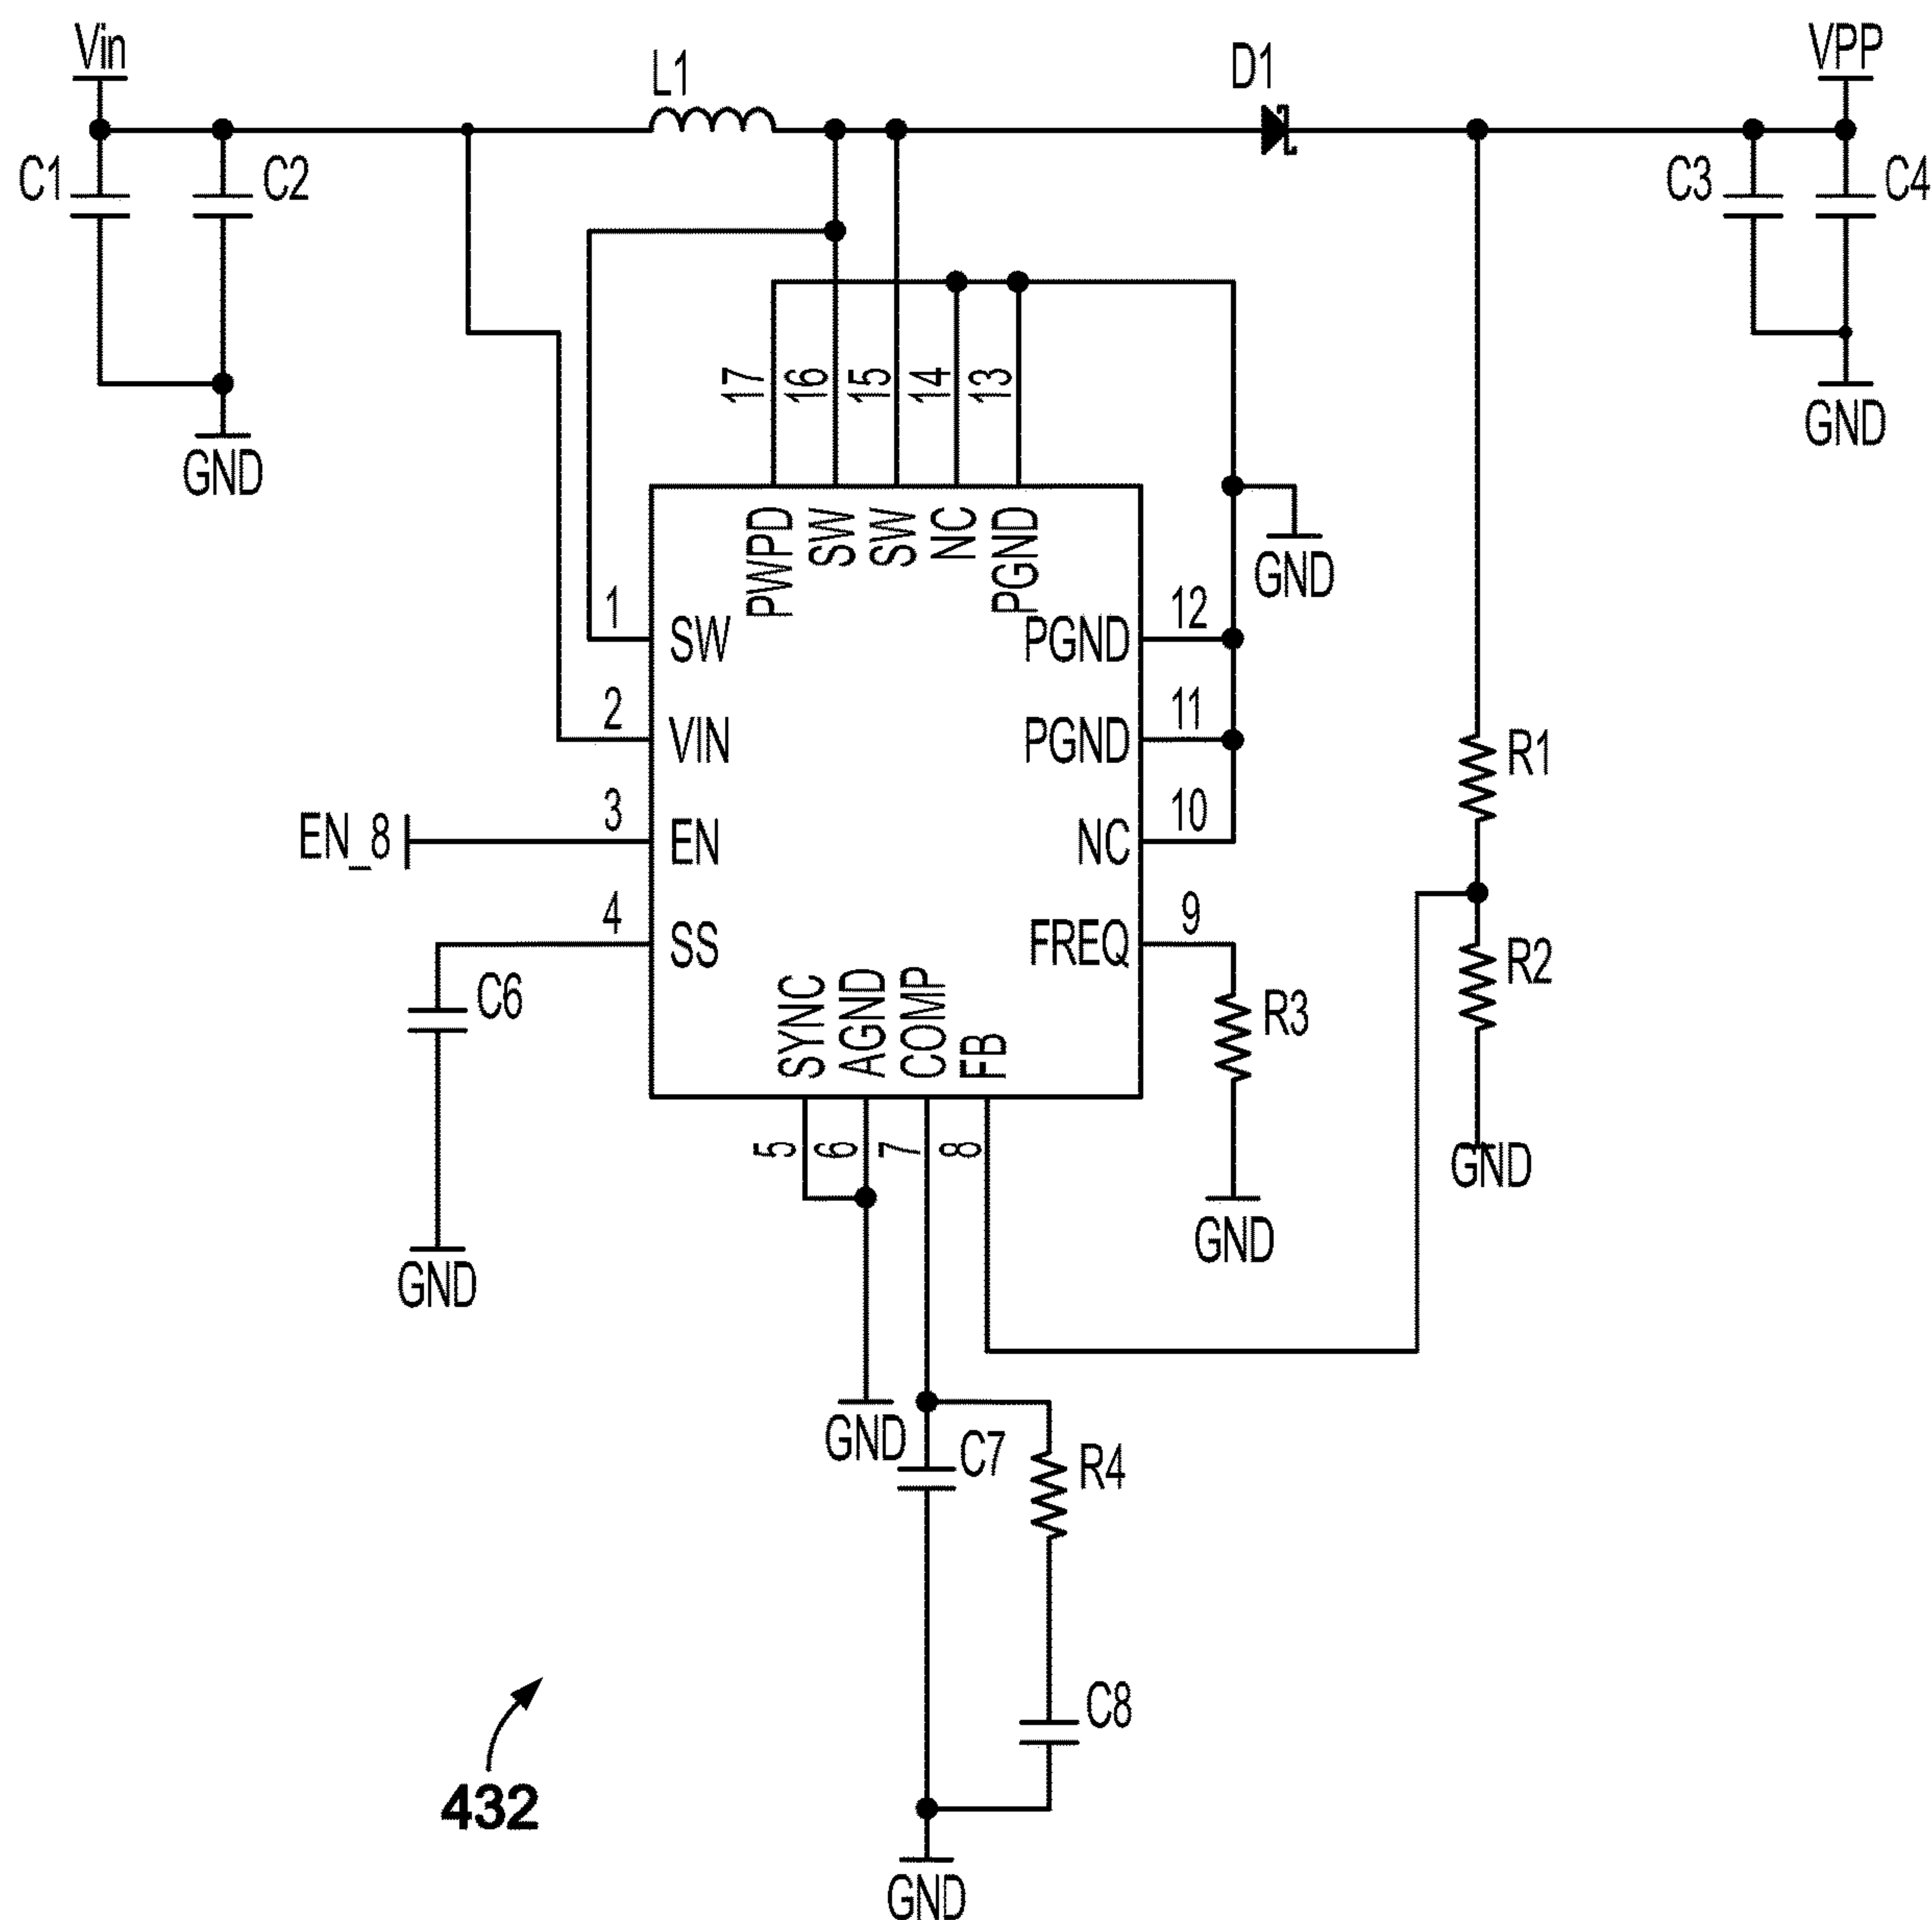 Vin
L1
D1
VPP
C1
C2
C3
C4
GND
GND
17
16
15
14
13
PWPD
SW
SW
NC
PGND
GND
1
SW
PGND
12
2
VIN
PGND
11
R1
EN_8
3
EN
NC
10
4
SS
FREQ
9
R2
C6
R3
SYNC
AGND
COMP
FB
5
6
7
8
GND
GND
GND
GND
C7
R4
C8
432
GND